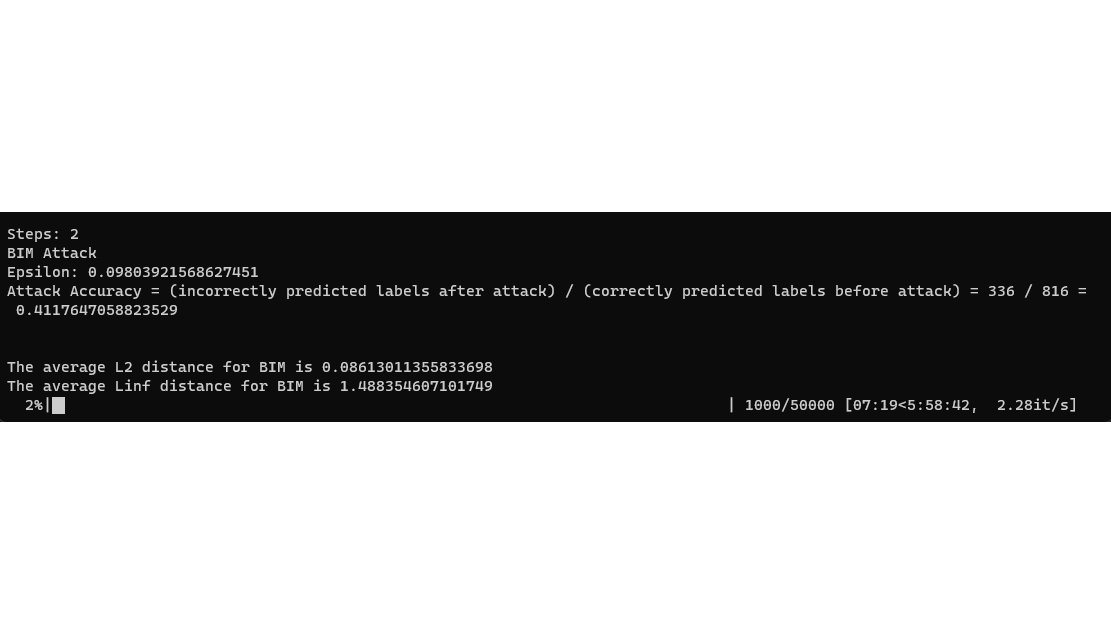 Steps: 2
BIM Attack
Epsilon: 0.09803921568627451
Attack Accuracy = (incorrectly predicted labels after attack) / (correctly predicted labels before attack) = 336 / 816 =
0.4117647058823529
The average L2 distance for BIM is 0.08613011355833698
The average Linf distance for BIM is 1.488354607101749
2%| | 1000/50000 [07:19<5:58:42, 2.28it/s]